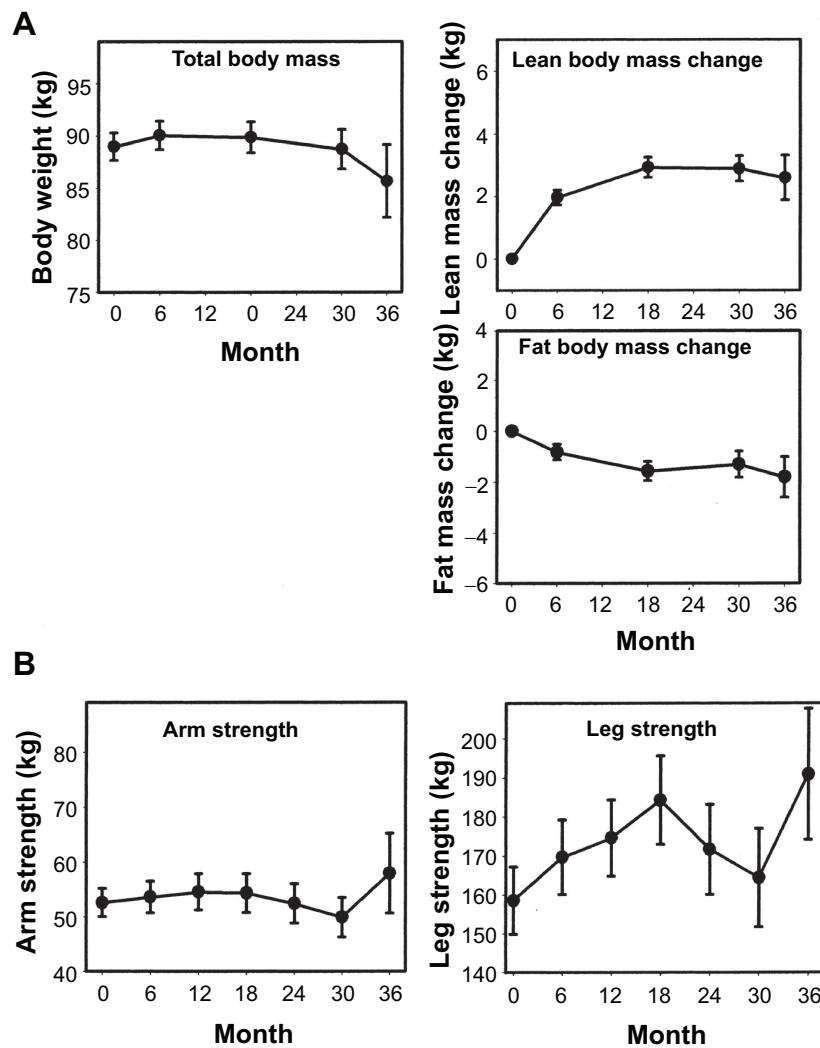 A
Total body mass
Body weight (kg)
95
90
85
80
75
0 6 12 0 24 30 36
Month
Lean body mass change
Lean mass change (kg)
6
4
2
0
0 6 12 18 24 30 36
Fat body mass change
Fat mass change (kg)
4
2
0
−2
−4
−6
0 6 12 18 24 30 36
Month
B
Arm strength
Arm strength (kg)
80
70
60
50
40
0 6 12 18 24 30 36
Month
Leg strength
Leg strength (kg)
200
190
180
170
160
150
140
0 6 12 18 24 30 36
Month